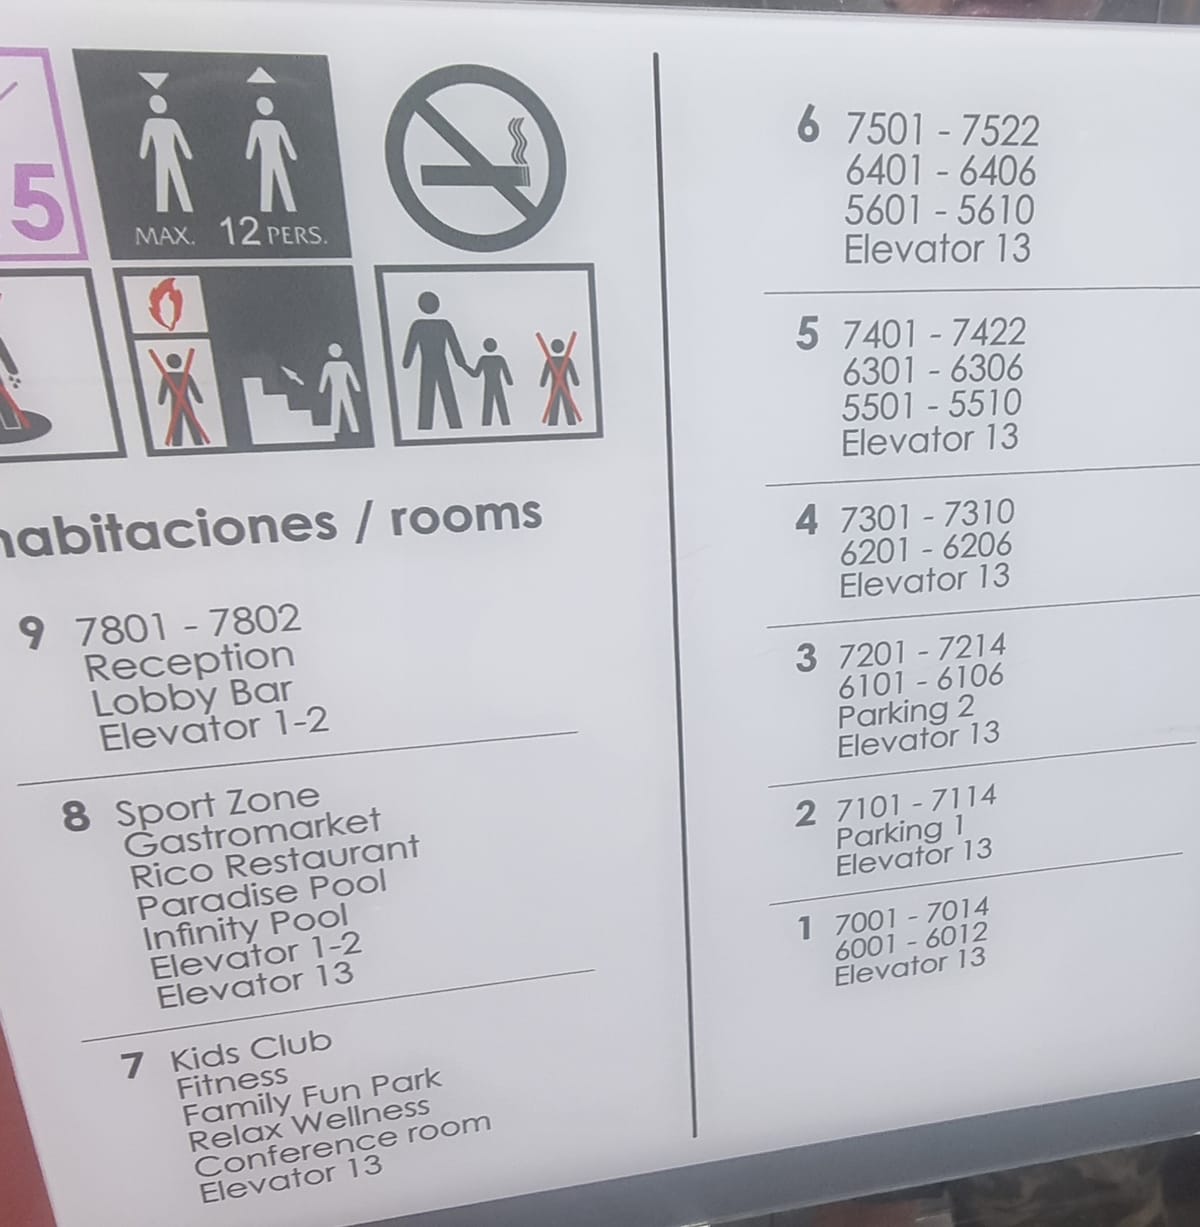 5
MAX. 12 PERS.
habitaciones / rooms
9 7801 - 7802
Reception
Lobby Bar
Elevator 1-2
8 Sport Zone
Gastromarket
Rico Restaurant
Paradise Pool
Infinity Pool
Elevator 1-2
Elevator 13
7 Kids Club
Fitness
Family Fun Park
Relax Wellness
Conference room
Elevator 13
6 7501 - 7522
6401 - 6406
5601 - 5610
Elevator 13
5 7401 - 7422
6301 - 6306
5501 - 5510
Elevator 13
4 7301 - 7310
6201 - 6206
Elevator 13
3 7201 - 7214
6101 - 6106
Parking 2
Elevator 13
2 7101 - 7114
Parking 1
Elevator 13
1 7001 - 7014
6001 - 6012
Elevator 13